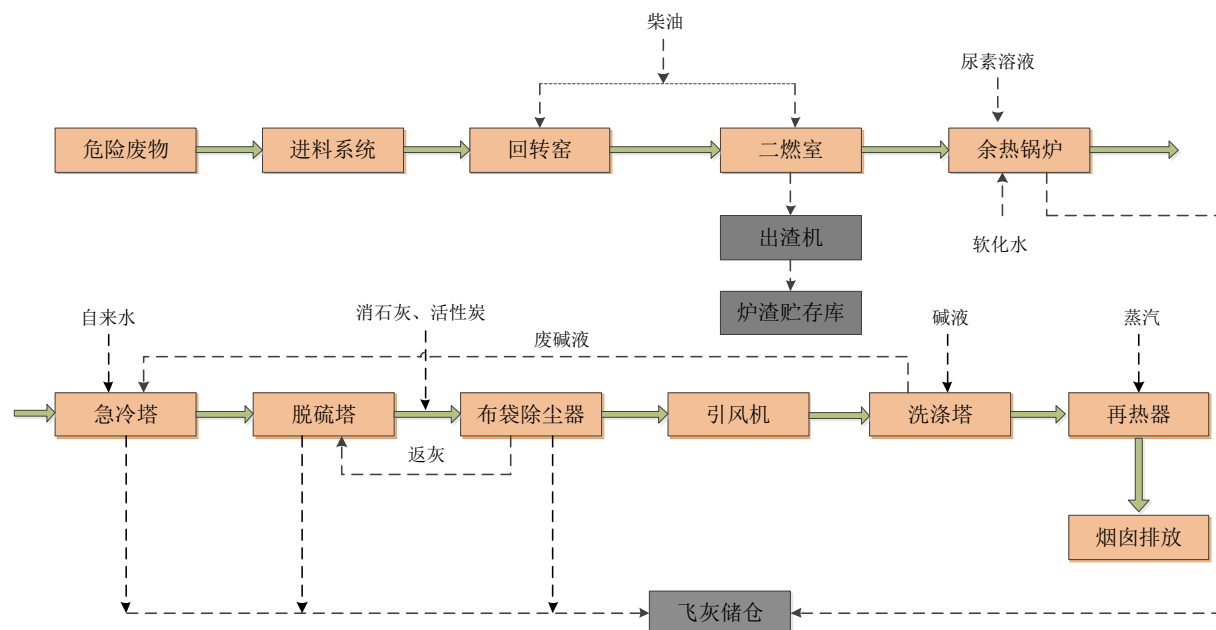 柴油
尿素溶液
危险废物
进料系统
回转窑
二燃室
余热锅炉
出渣机
软化水
炉渣贮存库
自来水
消石灰、活性炭
废碱液
碱液
蒸汽
急冷塔
脱硫塔
布袋除尘器
引风机
洗涤塔
再热器
返灰
烟囱排放
飞灰储仓